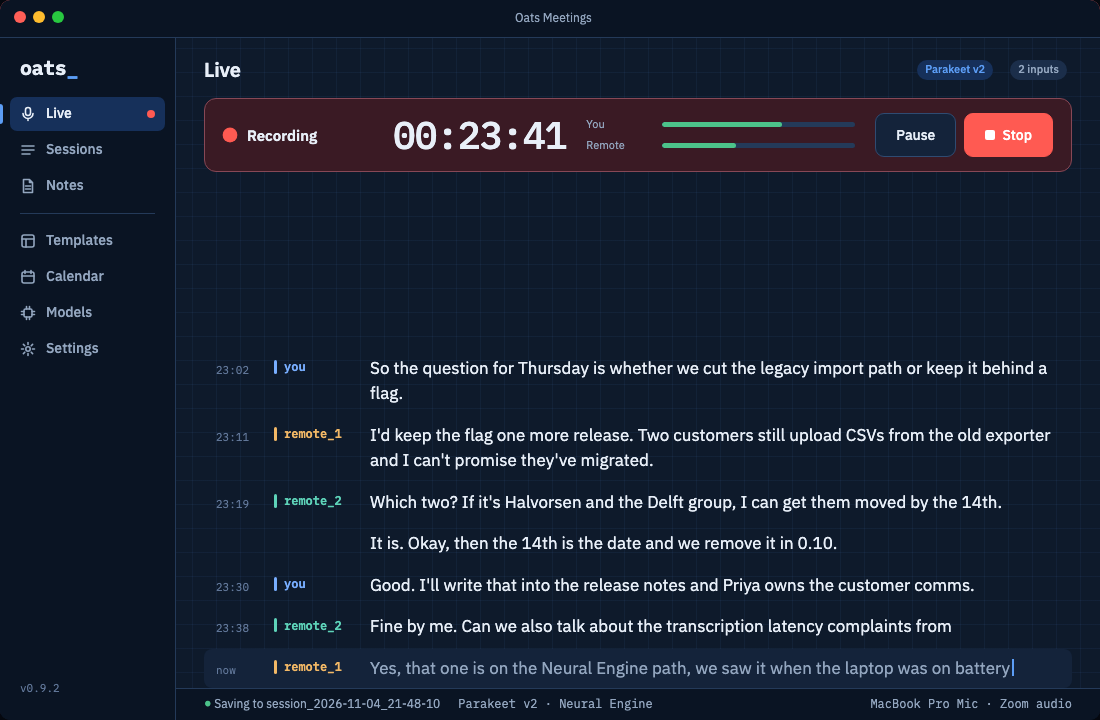 Oats Meetings
oats_
Live
Sessions
Notes
Templates
Calendar
Models
Settings
v0.9.2
Live
Parakeet v2
2 inputs
Recording
00:23:41
You
Remote
Pause
Stop
23:02 you So the question for Thursday is whether we cut the legacy import path or keep it behind a
flag.
23:11 remote_1 I'd keep the flag one more release. Two customers still upload CSVs from the old exporter
and I can't promise they've migrated.
23:19 remote_2 Which two? If it's Halvorsen and the Delft group, I can get them moved by the 14th.
It is. Okay, then the 14th is the date and we remove it in 0.10.
23:30 you Good. I'll write that into the release notes and Priya owns the customer comms.
23:38 remote_2 Fine by me. Can we also talk about the transcription latency complaints from
now remote_1 Yes, that one is on the Neural Engine path, we saw it when the laptop was on battery
Saving to session_2026-11-04_21-48-10 Parakeet v2 · Neural Engine MacBook Pro Mic · Zoom audio